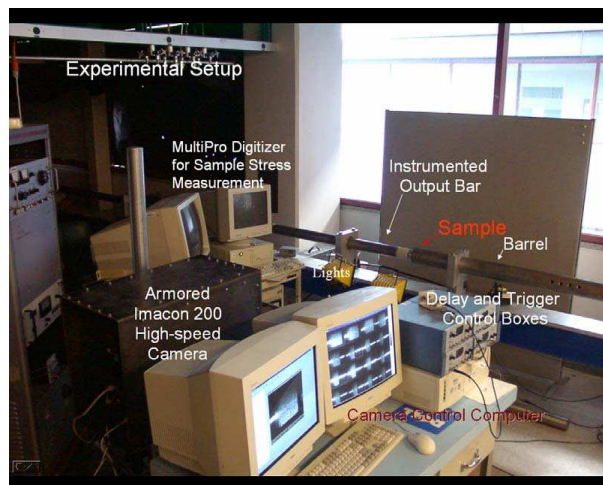 Experimental Setup
MultiPro Digitizer
for Sample Stress
Measurement
Instrumented
Output Bar
Sample
Barrel
Lights
Armored
Imacon 200
High-speed
Camera
Delay and Trigger
Control Boxes
Camera Control Computer